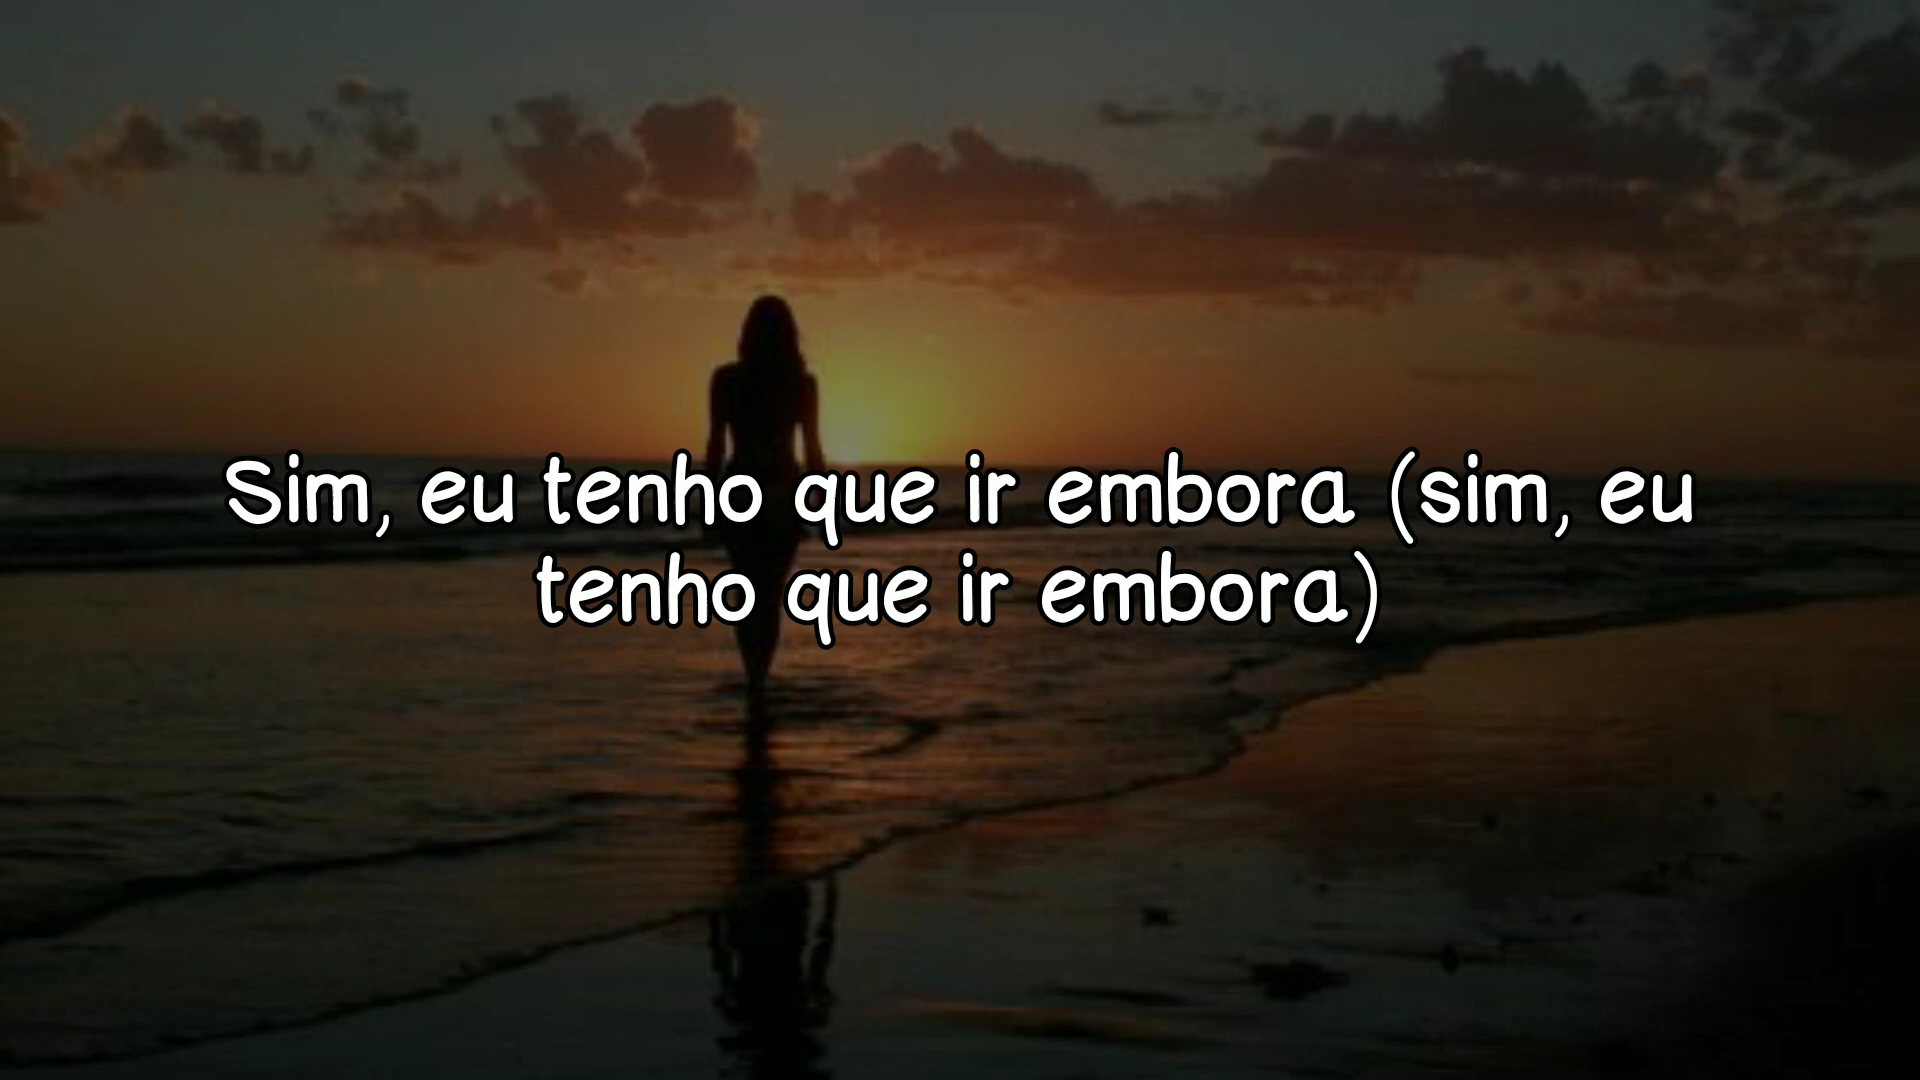 Sim, eu tenho que ir embora (sim, eu
tenho que ir embora)